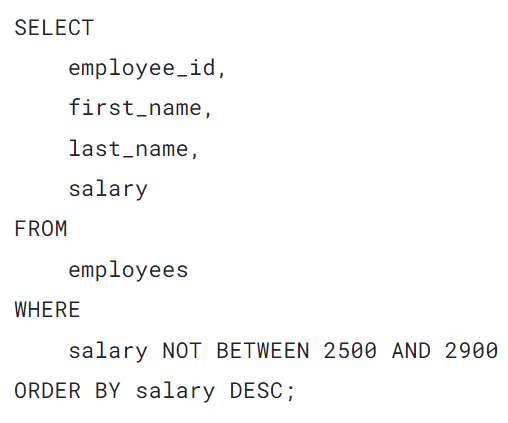 SELECT
    employee_id,
    first_name,
    last_name,
    salary
FROM
    employees
WHERE
    salary NOT BETWEEN 2500 AND 2900
ORDER BY salary DESC;